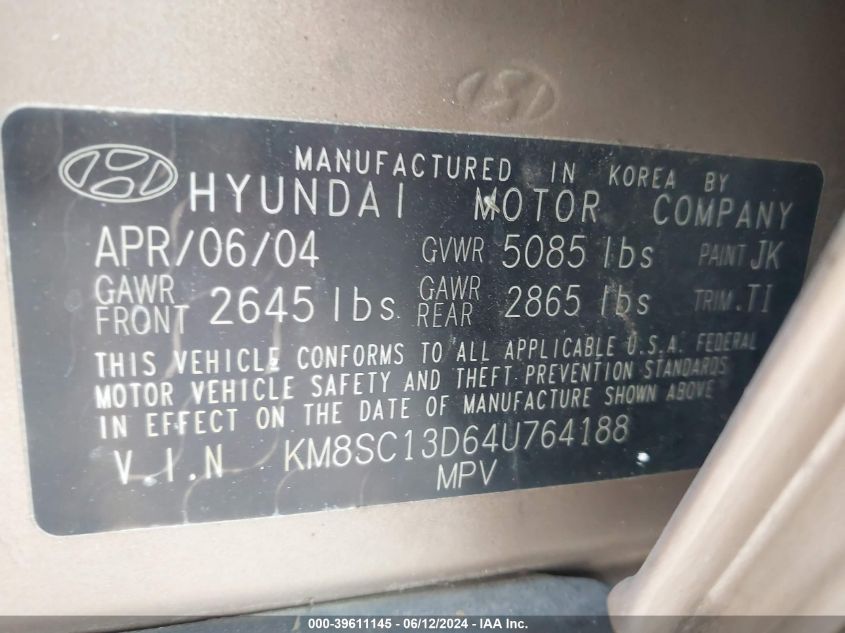 MANUFACTURED IN KOREA BY
HYUNDAI MOTOR COMPANY
APR/06/04 GVWR 5085 lbs PAINT JK
GAWR FRONT 2645 lbs GAWR REAR 2865 lbs TRIM.TI
THIS VEHICLE CONFORMS TO ALL APPLICABLE U.S.A. FEDERAL
MOTOR VEHICLE SAFETY AND THEFT PREVENTION STANDARDS
IN EFFECT ON THE DATE OF MANUFACTURE SHOWN ABOVE
V.I.N KM8SC13D64U764188
MPV
000-39611145 - 06/12/2024 - IAA, Inc.